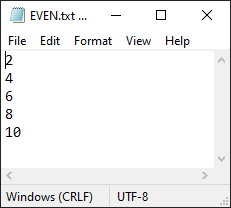 EVEN.txt ...
File Edit Format View Help
2
4
6
8
10
Windows (CRLF) UTF-8